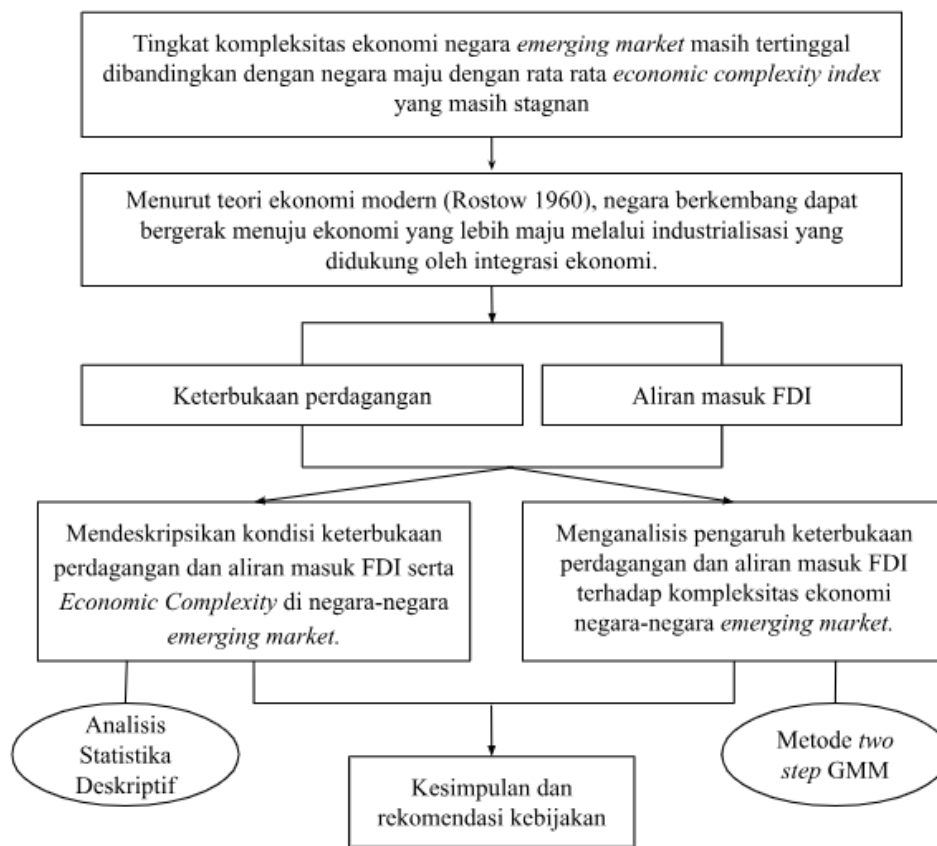 Tingkat kompleksitas ekonomi negara emerging market masih tertinggal
dibandingkan dengan negara maju dengan rata rata economic complexity index
yang masih stagnan
Menurut teori ekonomi modern (Rostow 1960), negara berkembang dapat
bergerak menuju ekonomi yang lebih maju melalui industrialisasi yang
didukung oleh integrasi ekonomi.
Keterbukaan perdagangan
Aliran masuk FDI
Mendeskripsikan kondisi keterbukaan
perdagangan dan aliran masuk FDI serta
Economic Complexity di negara-negara
emerging market.
Menganalisis pengaruh keterbukaan
perdagangan dan aliran masuk FDI
terhadap kompleksitas ekonomi
negara-negara emerging market.
Analisis
Statistika
Deskriptif
Metode two
step GMM
Kesimpulan dan
rekomendasi kebijakan